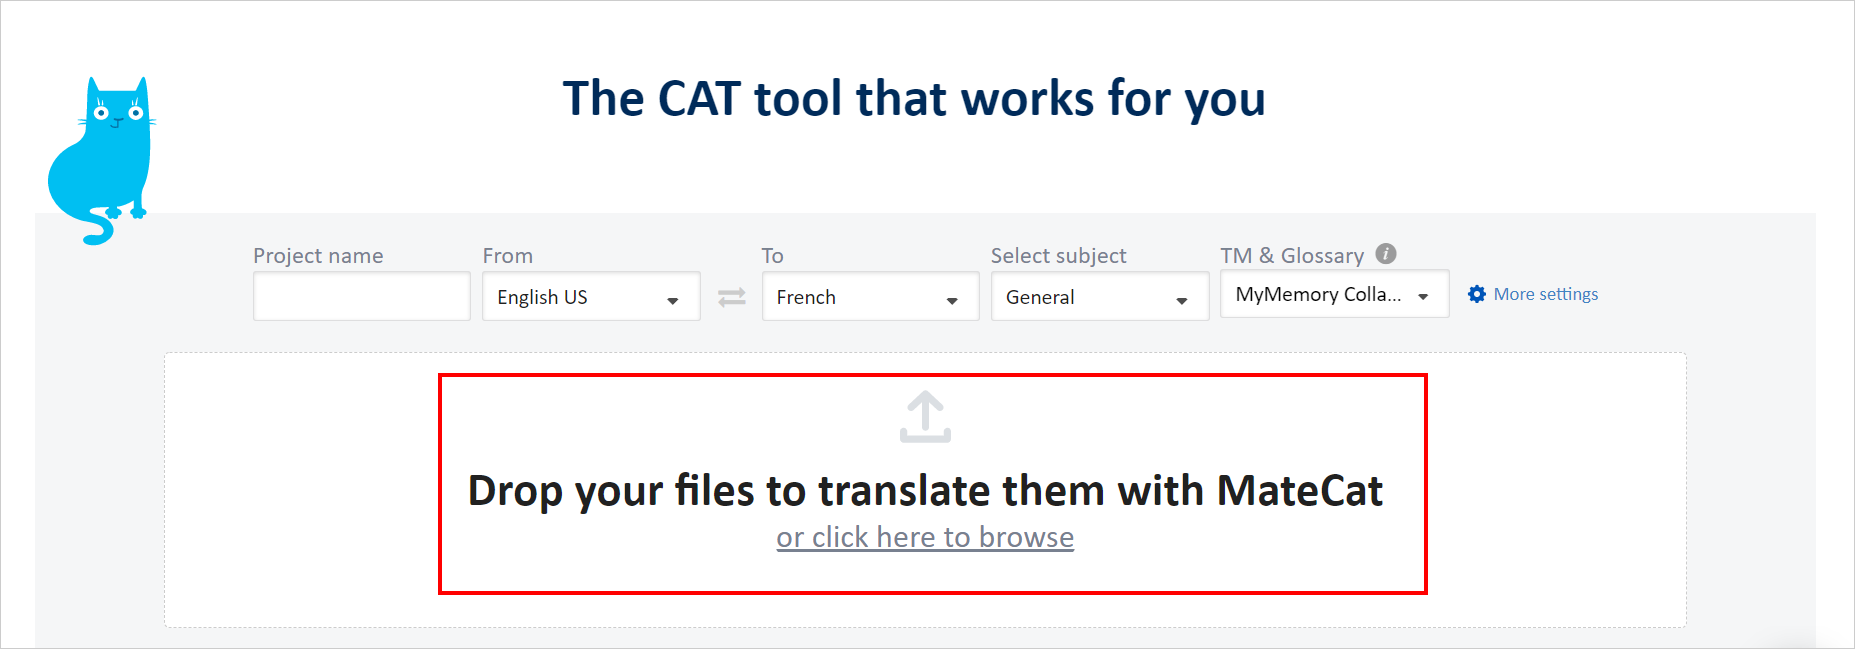 The CAT tool that works for you
Project name
From
To
Select subject
TM & Glossary i
English US
French
General
MyMemory Colla...
More settings
Drop your files to translate them with MateCat
or click here to browse